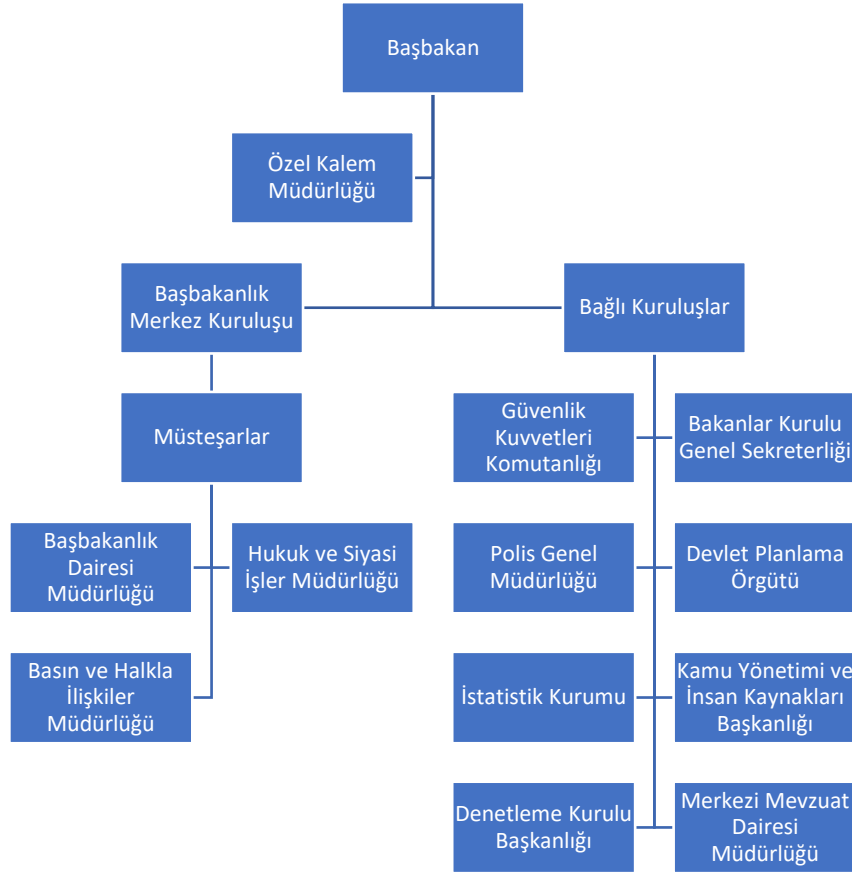 Başbakan
Özel Kalem
Müdürlüğü
Başbakanlık
Merkez Kuruluşu
Bağlı Kuruluşlar
Müsteşarlar
Güvenlik
Kuvvetleri
Komutanlığı
Bakanlar Kurulu
Genel Sekreterliği
Başbakanlık
Dairesi
Müdürlüğü
Hukuk ve Siyasi
İşler Müdürlüğü
Polis Genel
Müdürlüğü
Devlet Planlama
Örgütü
Basın ve Halkla
İlişkiler
Müdürlüğü
İstatistik Kurumu
Kamu Yönetimi ve
İnsan Kaynakları
Başkanlığı
Denetleme Kurulu
Başkanlığı
Merkezi Mevzuat
Dairesi
Müdürlüğü